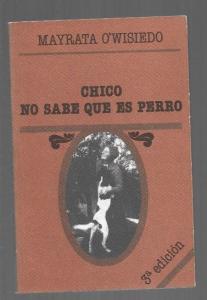 MAYRATA O'WISIEDO
CHICO
NO SABE QUE ES PERRO
3ª edición